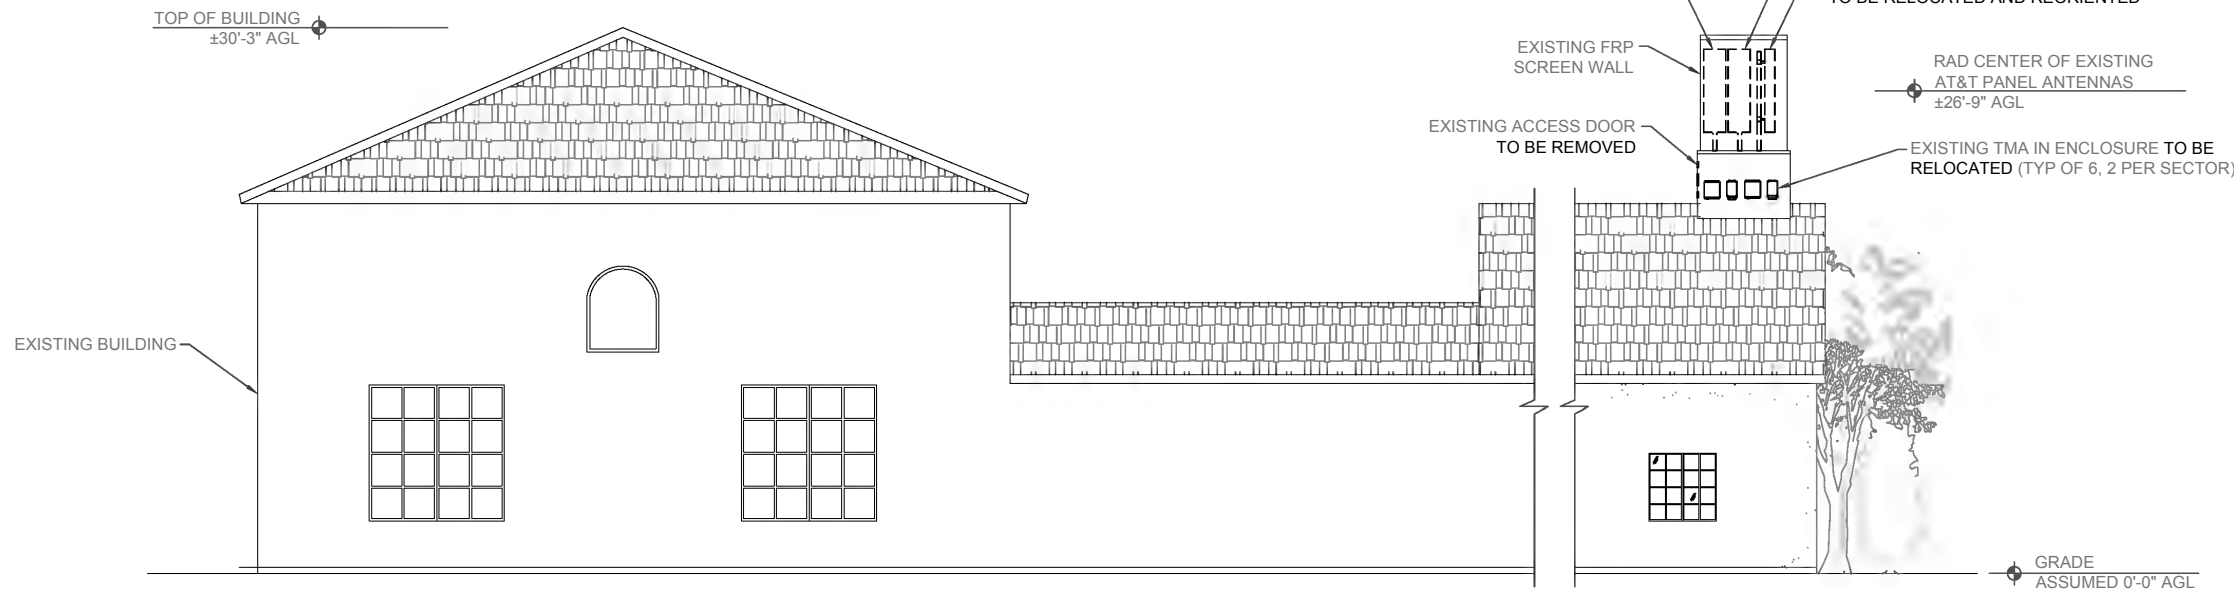 TO BE RELOCATED AND REORIENTED
TOP OF BUILDING
±30'-3" AGL
EXISTING FRP
SCREEN WALL
RAD CENTER OF EXISTING
AT&T PANEL ANTENNAS
±26'-9" AGL
EXISTING ACCESS DOOR
TO BE REMOVED
EXISTING TMA IN ENCLOSURE TO BE
RELOCATED (TYP OF 6, 2 PER SECTOR)
EXISTING BUILDING
GRADE
ASSUMED 0'-0" AGL